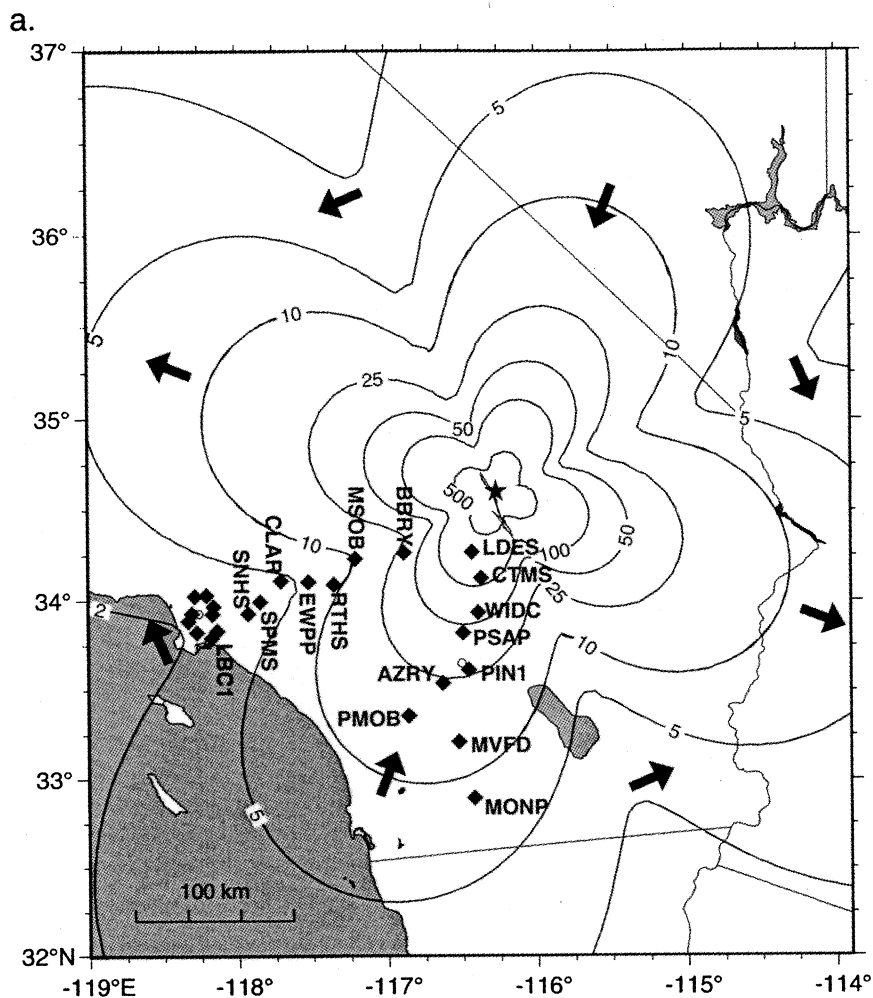 a.
37°
5
36°
5
10
10
25
35°
5
50
500
50
MSOB
BBRY
LDES
100
CTMS
25
10
CLAP
SNHS
34°
2
WIDC
EWPP
RTHS
SPMS
PSAP
10
LBC1
AZRY
PIN1
PMOB
MVFD
5
33°
5
MONP
100 km
32°N
-119°E
-118°
-117°
-116°
-115°
-114°